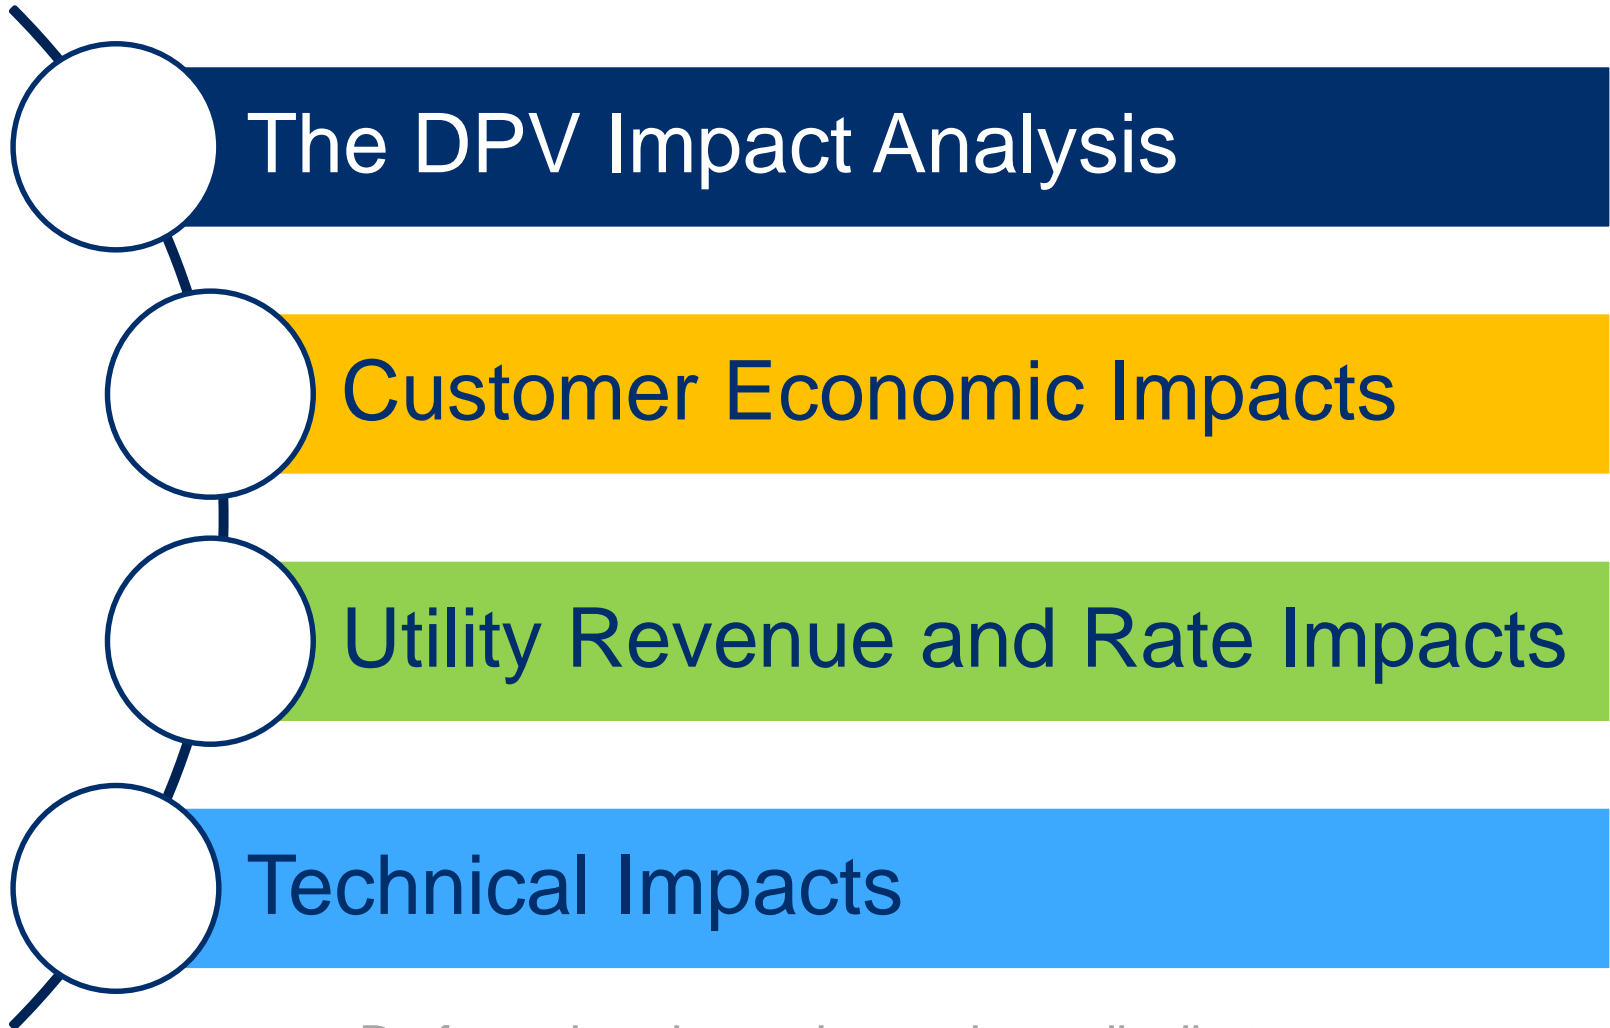 The DPV Impact Analysis
Customer Economic Impacts
Utility Revenue and Rate Impacts
Technical Impacts